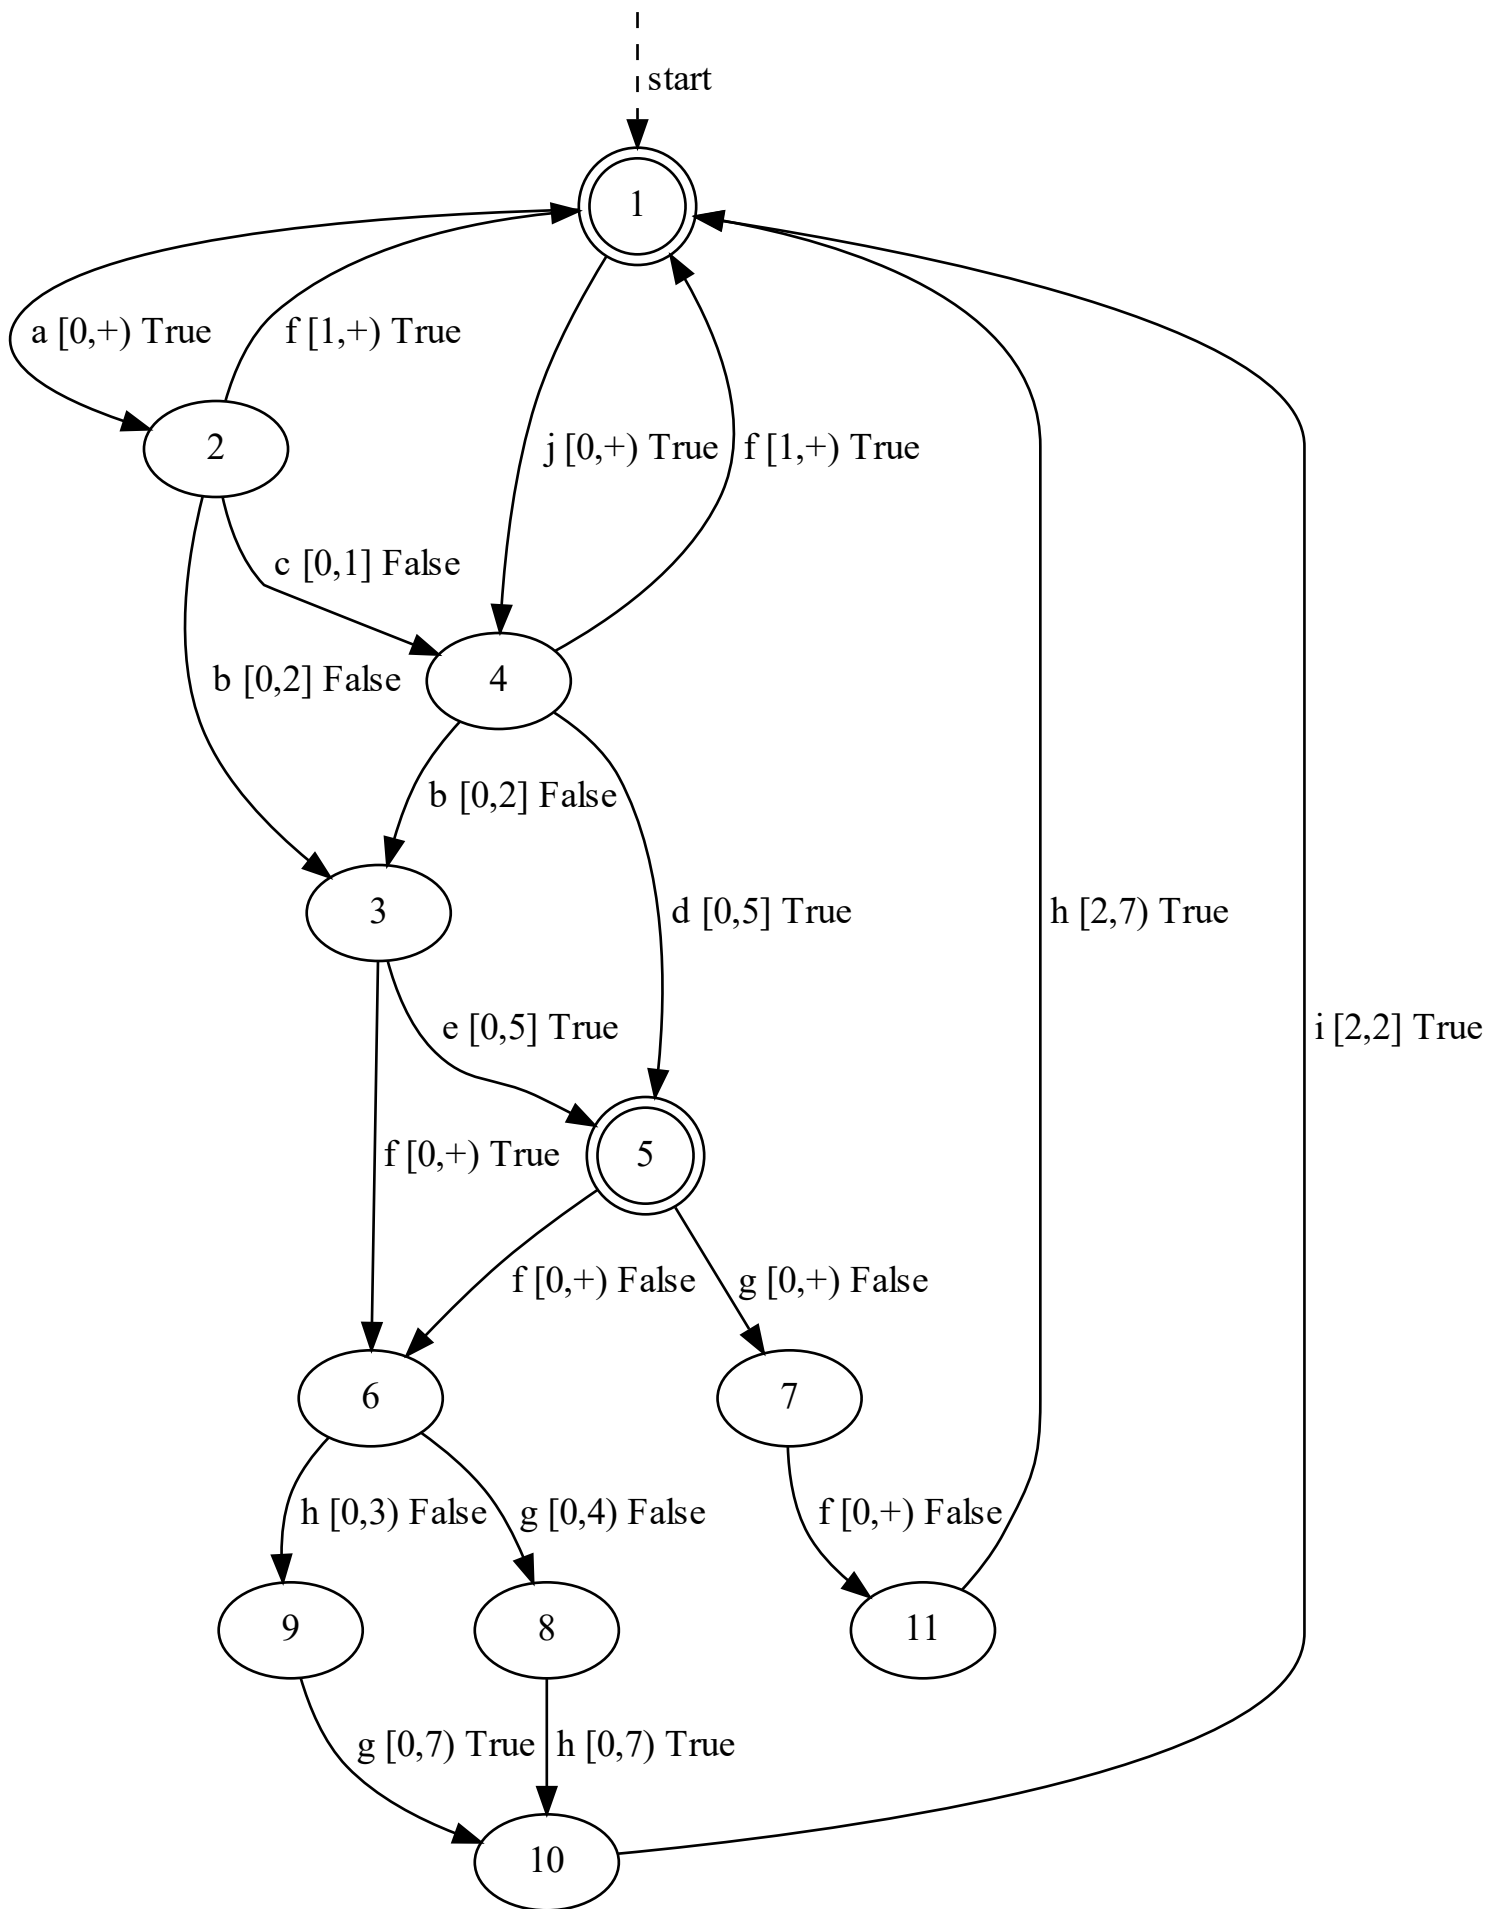 start
1
a [0,+) True
f [1,+) True
2
j [0,+) True
f [1,+) True
c [0,1] False
b [0,2] False
4
b [0,2] False
3
d [0,5] True
h [2,7) True
e [0,5] True
i [2,2] True
f [0,+) True
5
f [0,+) False
g [0,+) False
6
7
h [0,3) False
g [0,4) False
f [0,+) False
9
8
11
g [0,7) True
h [0,7) True
10